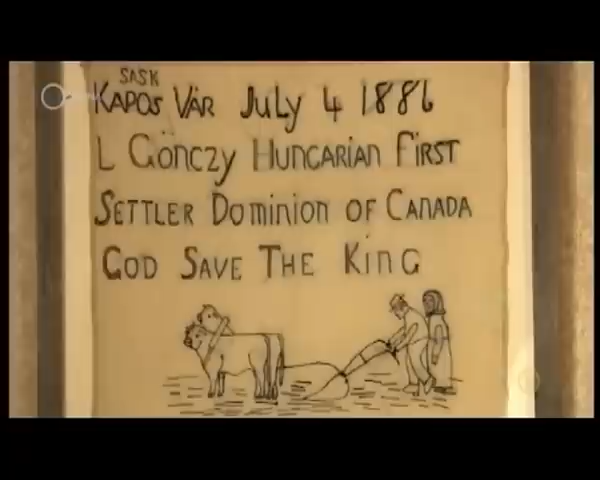 SASK
KAPOS VÁR JULY 4 1886
L GÖNCZY HUNGARIAN FIRST
SETTLER DOMINION OF CANADA
GOD SAVE THE KING